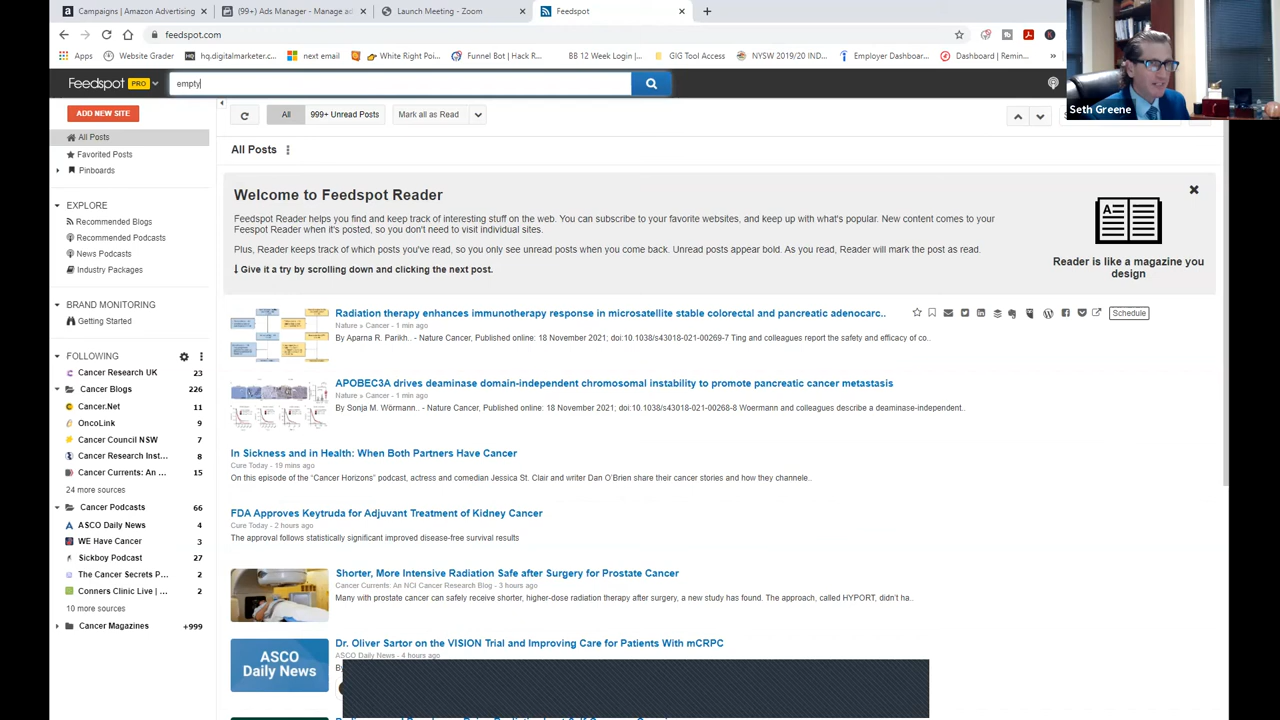 Campaigns | Amazon Advertising
(99+) Ads Manager - Manage ad
Launch Meeting - Zoom
Feedspot
feedspot.com
Apps
Website Grader
hq.digitalmarketer.c...
next email
White Right Poi...
Funnel Bot | Hack R...
BB 12 Week Login |...
GIG Tool Access
NYSW 2019/20 IND...
Employer Dashboar...
Dashboard | Remin...
Seth Greene
Feedspot PRO
empty
ADD NEW SITE
All
999+ Unread Posts
Mark all as Read
All Posts
Favorited Posts
Pinboards
EXPLORE
Recommended Blogs
Recommended Podcasts
News Podcasts
Industry Packages
BRAND MONITORING
Getting Started
FOLLOWING
Cancer Research UK 23
Cancer Blogs 226
Cancer.Net 11
OncoLink 9
Cancer Council NSW 7
Cancer Research Inst... 8
Cancer Currents: An ... 15
24 more sources
Cancer Podcasts 66
ASCO Daily News 4
WE Have Cancer 3
Sickboy Podcast 27
The Cancer Secrets P... 2
Conners Clinic Live | ... 2
10 more sources
Cancer Magazines +999
All Posts
Welcome to Feedspot Reader
Feedspot Reader helps you find and keep track of interesting stuff on the web. You can subscribe to your favorite websites, and keep up with what's popular. New content comes to your
Feespot Reader when it's posted, so you don't need to visit individual sites.
Plus, Reader keeps track of which posts you've read, so you only see unread posts when you come back. Unread posts appear bold. As you read, Reader will mark the post as read.
Give it a try by scrolling down and clicking the next post.
Reader is like a magazine you
design
Radiation therapy enhances immunotherapy response in microsatellite stable colorectal and pancreatic adenocarc..
Schedule
Nature » Cancer - 1 min ago
By Aparna R. Parikh.. - Nature Cancer, Published online: 18 November 2021; doi:10.1038/s43018-021-00269-7 Ting and colleagues report the safety and efficacy of co..
APOBEC3A drives deaminase domain-independent chromosomal instability to promote pancreatic cancer metastasis
Nature » Cancer - 1 min ago
By Sonja M. Wörmann.. - Nature Cancer, Published online: 18 November 2021; doi:10.1038/s43018-021-00268-8 Woermann and colleagues describe a deaminase-independent..
In Sickness and in Health: When Both Partners Have Cancer
Cure Today - 19 mins ago
On this episode of the "Cancer Horizons" podcast, actress and comedian Jessica St. Clair and writer Dan O'Brien share their cancer stories and how they channele..
FDA Approves Keytruda for Adjuvant Treatment of Kidney Cancer
Cure Today - 2 hours ago
The approval follows statistically significant improved disease-free survival results
Shorter, More Intensive Radiation Safe after Surgery for Prostate Cancer
Cancer Currents: An NCI Cancer Research Blog - 3 hours ago
Many with prostate cancer can safely receive shorter, higher-dose radiation therapy after surgery, a new study has found. The approach, called HYPORT, didn't ha..
ASCO
Daily News
Dr. Oliver Sartor on the VISION Trial and Improving Care for Patients With mCRPC
ASCO Daily News - 4 hours ago